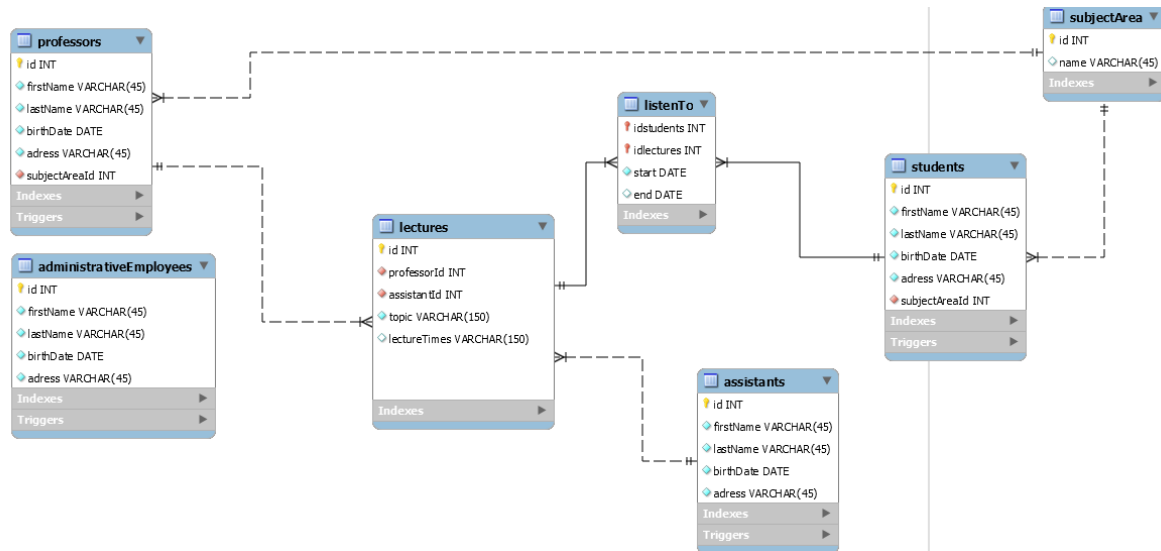 professors
id INT
firstName VARCHAR(45)
lastName VARCHAR(45)
birthDate DATE
adress VARCHAR(45)
subjectAreaId INT
Indexes
Triggers
administrativeEmployees
id INT
firstName VARCHAR(45)
lastName VARCHAR(45)
birthDate DATE
adress VARCHAR(45)
Indexes
Triggers
lectures
id INT
professorId INT
assistantId INT
topic VARCHAR(150)
lectureTimes VARCHAR(150)
Indexes
listenTo
idstudents INT
idlectures INT
start DATE
end DATE
Indexes
assistants
id INT
firstName VARCHAR(45)
lastName VARCHAR(45)
birthDate DATE
adress VARCHAR(45)
Indexes
Triggers
students
id INT
firstName VARCHAR(45)
lastName VARCHAR(45)
birthDate DATE
adress VARCHAR(45)
subjectAreaId INT
Indexes
Triggers
subjectArea
id INT
name VARCHAR(45)
Indexes